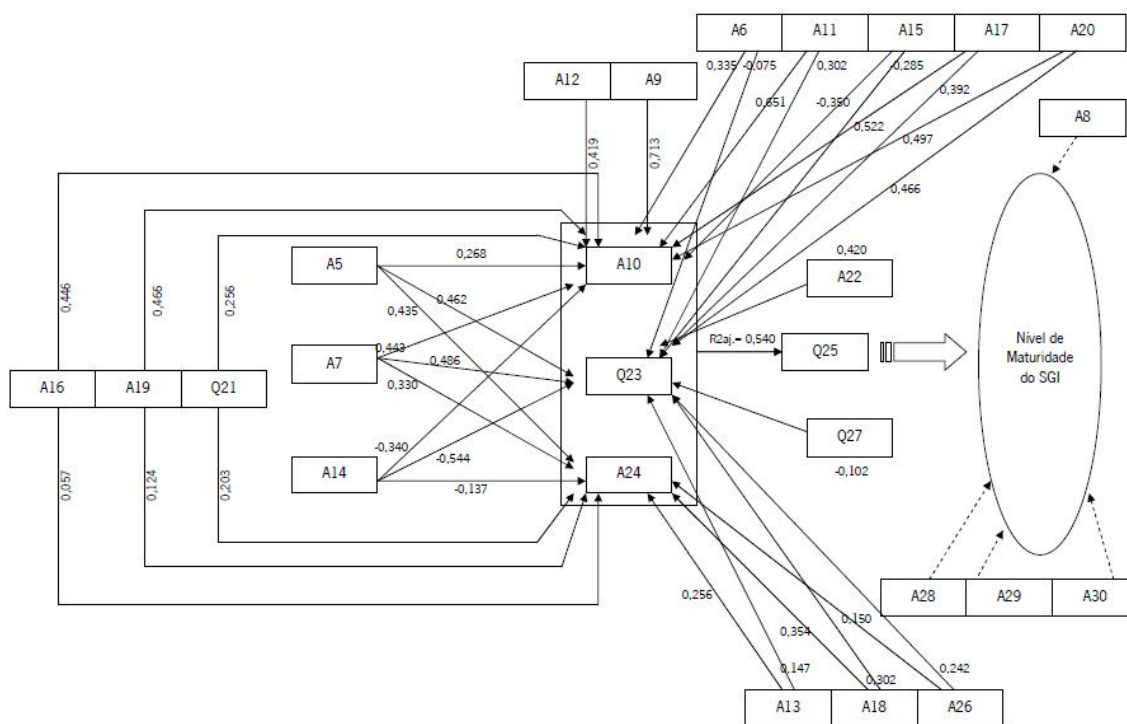 A6 A11 A15 A17 A20
0,335 -0,075 0,302 -0,285
A12 A9
0,651 -0,350 0,392
A8
0,419 0,713
0,522 0,497
0,466
A5 0,268 A10 0,420
A22
0,446 0,466 0,256
0,462
0,435
R2aj.= 0,540 Q25
Nível de
Maturidade
do SGI
0,443
A7 0,486 Q23
0,330
A16 A19 Q21
Q27
-0,340
-0,544
-0,102
A14 A24
-0,137
0,057 0,124 0,203
A28 A29 A30
0,256 0,150
0,354
0,147 0,302 0,242
A13 A18 A26